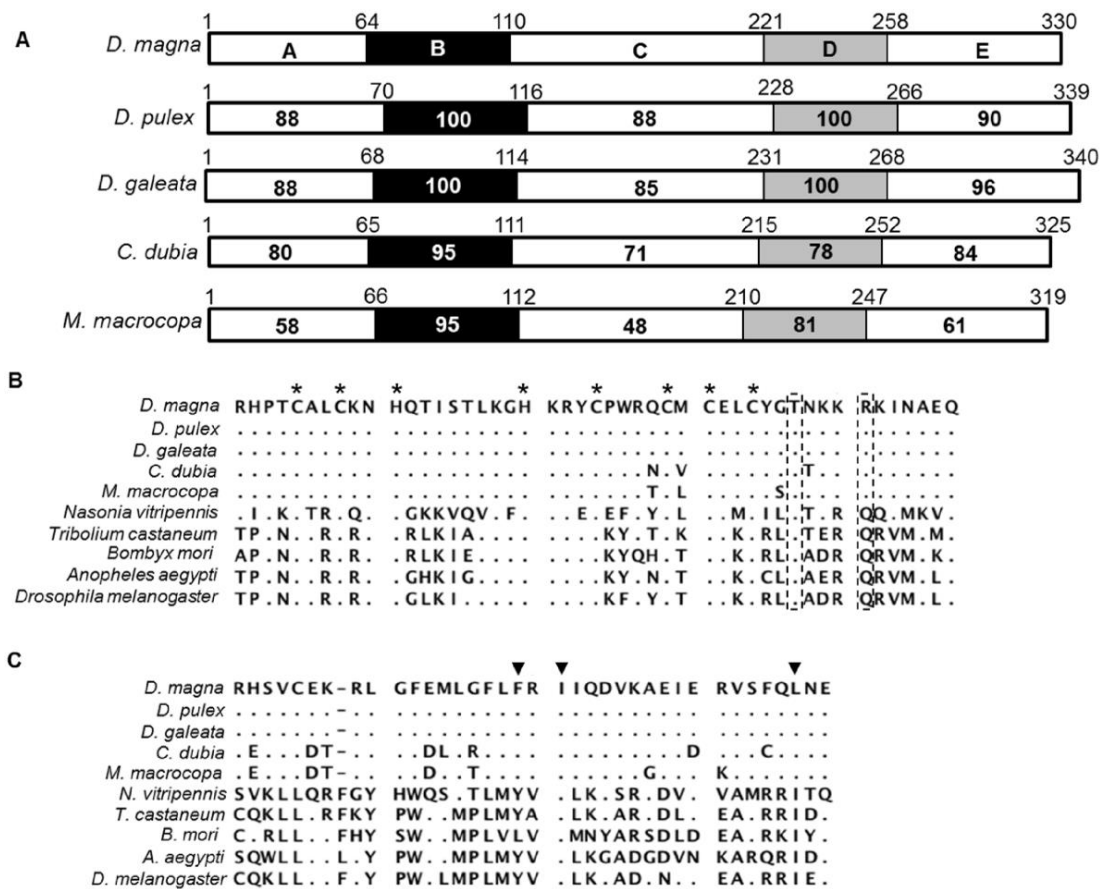 A
1 64 110 221 258 330
D. magna A B C D E
1 70 116 228 266 339
D. pulex 88 100 88 100 90
1 68 114 231 268 340
D. galeata 88 100 85 100 96
1 65 111 215 252 325
C. dubia 80 95 71 78 84
1 66 112 210 247 319
M. macrocopa 58 95 48 81 61
B
* * * * * * * *
D. magna RHPTCALCKN HQTISTLKGH KRYCPWRQCM CELCYGTNKK RKINAEQ
D. pulex .......... .......... .......... .......... .......
D. galeata .......... .......... .......... .......... .......
C. dubia .......... .......... .......N.V .......T.. .......
M. macrocopa .......... .......... .......T.L .....S.... .......
Nasonia vitripennis .I.K.TR.Q. .GKKVQV.F. ..E.EF.Y.L ..M.IL.T.R QQ.MKV.
Tribolium castaneum TP.N..R.R. .RLKIA.... ....KY.T.K ..K.RL.TER QRVM.M.
Bombyx mori AP.N..R.R. .RLKIE.... ....KYQH.T ..K.RL.ADR QRVM.L.
Anopheles aegypti TP.N..R.R. .GHKIG.... ....KY.N.T ..K.CL.AER QRVM.L.
Drosophila melanogaster TP.N..R.R. .GLKI..... ....KF.Y.T ..K.RL.ADR QRVM.L.
C
D. magna RHSVCEK-RL GFEMLGFLFR IIQDVKAEIE RVSFQLNE
D. pulex .......-.. .......... .......... ........
D. galeata .......-.. .......... .......... ........
C. dubia .E...DT-.. ..DL.R.... .........D ...C....
M. macrocopa .E...DT-.. ..D..T.... ......G... K.......
N. vitripennis SVKLLQRFGY HWQS.TLMYV .LK.SR.DV. VAMRRITQ
T. castaneum CQKLL.RFKY PW..MPLMYA .LK.AR.DL. EA.RRID.
B. mori C.RLL..FHY SW..MPLVLV .MNYARSDLD EA.RKIY.
A. aegypti SQWLL..L.Y PW..MPLMYV .LKGADGDVN KARQRID.
D. melanogaster CQKLL..F.Y PW.LMPLMYV .LK.AD.N.. EA.RRIE.